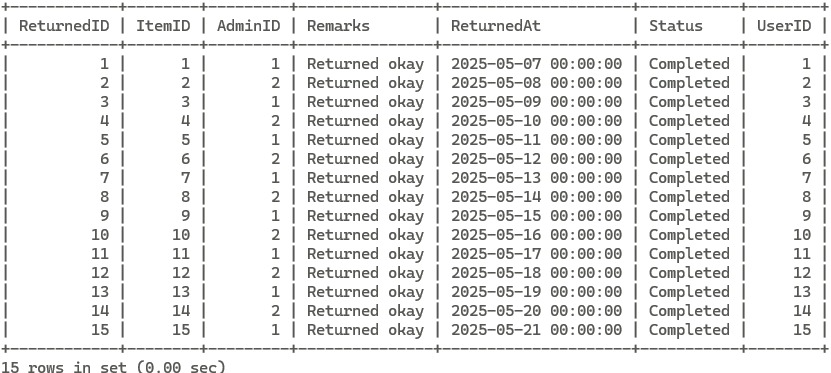 +------------+--------+---------+---------------+---------------------+-----------+--------+
| ReturnedID | ItemID | AdminID | Remarks       | ReturnedAt          | Status    | UserID |
+------------+--------+---------+---------------+---------------------+-----------+--------+
|          1 |      1 |       1 | Returned okay | 2025-05-07 00:00:00 | Completed |      1 |
|          2 |      2 |       2 | Returned okay | 2025-05-08 00:00:00 | Completed |      2 |
|          3 |      3 |       1 | Returned okay | 2025-05-09 00:00:00 | Completed |      3 |
|          4 |      4 |       2 | Returned okay | 2025-05-10 00:00:00 | Completed |      4 |
|          5 |      5 |       1 | Returned okay | 2025-05-11 00:00:00 | Completed |      5 |
|          6 |      6 |       2 | Returned okay | 2025-05-12 00:00:00 | Completed |      6 |
|          7 |      7 |       1 | Returned okay | 2025-05-13 00:00:00 | Completed |      7 |
|          8 |      8 |       2 | Returned okay | 2025-05-14 00:00:00 | Completed |      8 |
|          9 |      9 |       1 | Returned okay | 2025-05-15 00:00:00 | Completed |      9 |
|         10 |     10 |       2 | Returned okay | 2025-05-16 00:00:00 | Completed |     10 |
|         11 |     11 |       1 | Returned okay | 2025-05-17 00:00:00 | Completed |     11 |
|         12 |     12 |       2 | Returned okay | 2025-05-18 00:00:00 | Completed |     12 |
|         13 |     13 |       1 | Returned okay | 2025-05-19 00:00:00 | Completed |     13 |
|         14 |     14 |       2 | Returned okay | 2025-05-20 00:00:00 | Completed |     14 |
|         15 |     15 |       1 | Returned okay | 2025-05-21 00:00:00 | Completed |     15 |
+------------+--------+---------+---------------+---------------------+-----------+--------+
15 rows in set (0.00 sec)